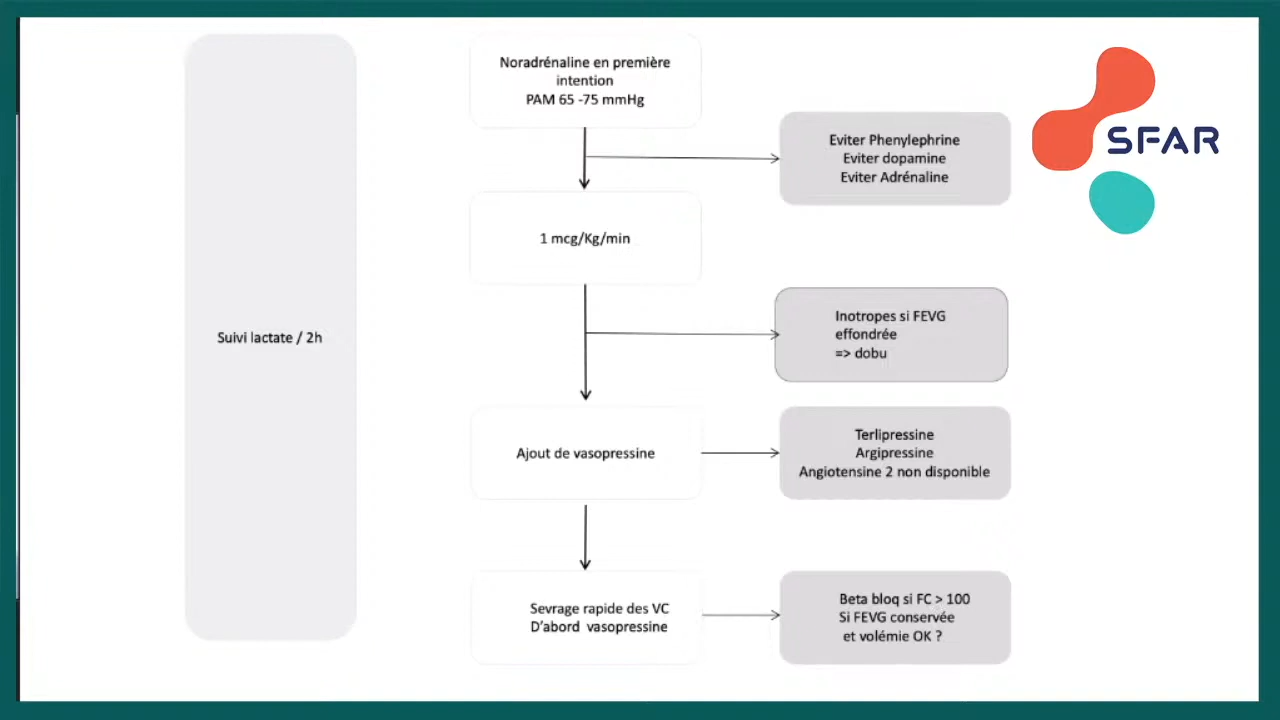 Noradrénaline en première
intention
PAM 65 -75 mmHg
Eviter Phenylephrine
Eviter dopamine
Eviter Adrénaline
SFAR
1 mcg/Kg/min
Inotropes si FEVG
effondrée
=> dobu
Suivi lactate / 2h
Ajout de vasopressine
Terlipressine
Argipressine
Angiotensine 2 non disponible
Sevrage rapide des VC
D'abord vasopressine
Beta bloq si FC > 100
Si FEVG conservée
et volémie OK ?